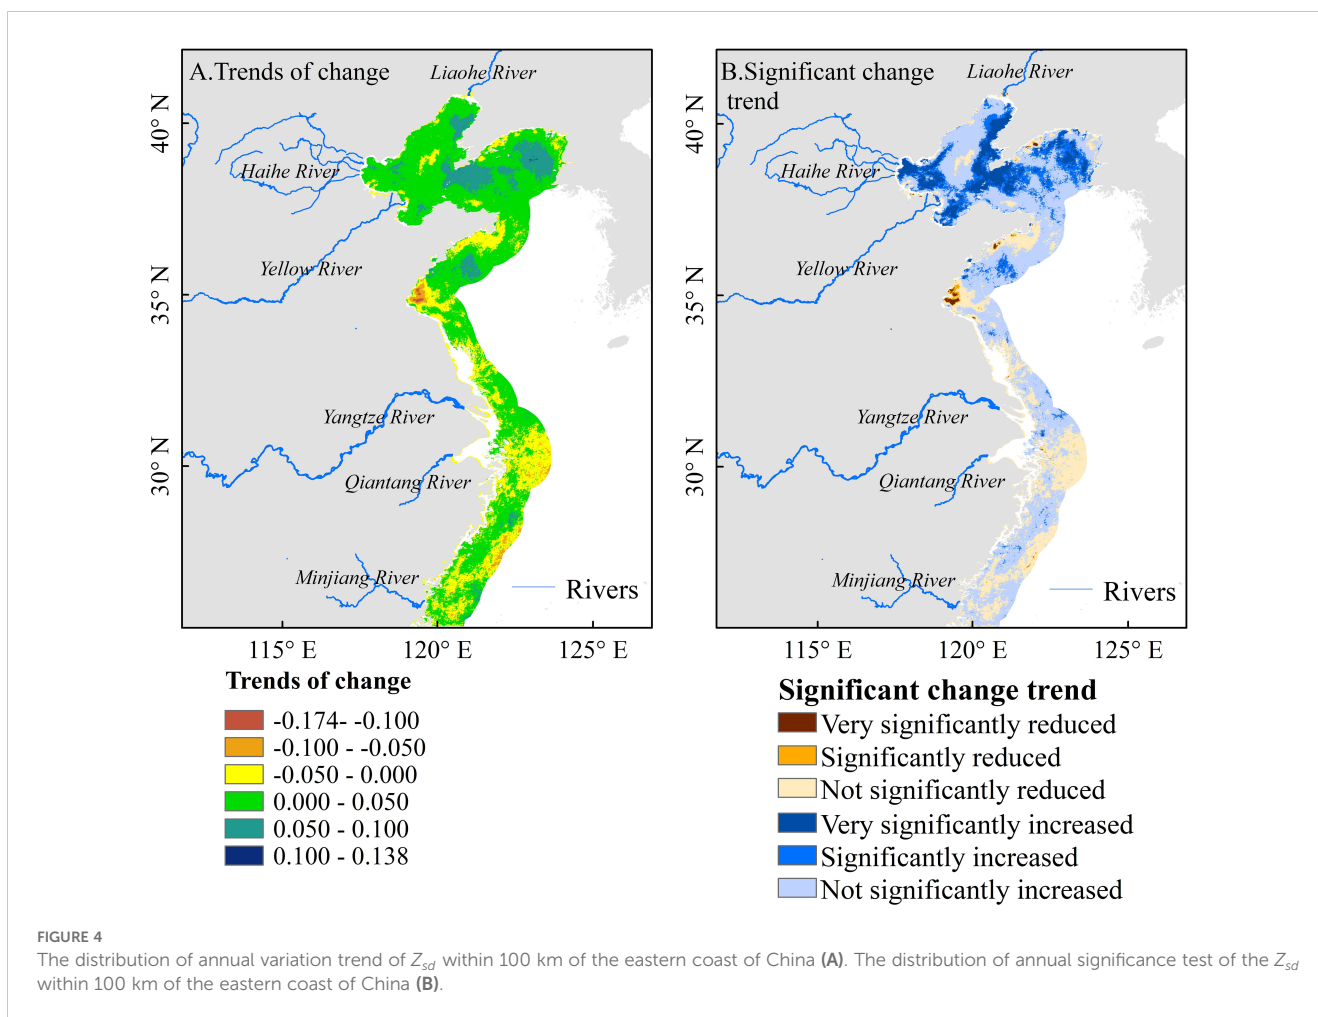 A.Trends of change
Liaohe River
40° N
Haihe River
Yellow River
35° N
Yangtze River
30° N
Qiantang River
Minjiang River
Rivers
115° E
120° E
125° E
Trends of change
-0.174- -0.100
-0.100 - -0.050
-0.050 - 0.000
0.000 - 0.050
0.050 - 0.100
0.100 - 0.138
B.Significant change
trend
Liaohe River
40° N
Haihe River
Yellow River
35° N
Yangtze River
30° N
Qiantang River
Minjiang River
Rivers
115° E
120° E
125° E
Significant change trend
Very significantly reduced
Significantly reduced
Not significantly reduced
Very significantly increased
Significantly increased
Not significantly increased
FIGURE 4
The distribution of annual variation trend of Zsd within 100 km of the eastern coast of China (A). The distribution of annual significance test of the Zsd
within 100 km of the eastern coast of China (B).